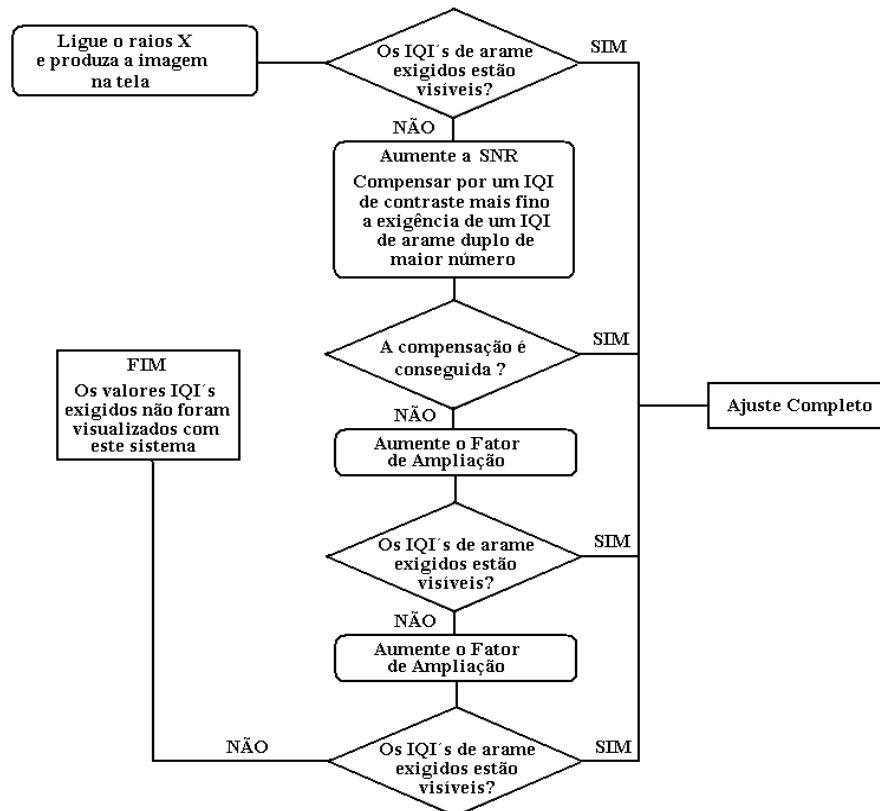 Ligue o raios X
e produza a imagem
na tela
Os IQI´s de arame
exigidos estão
visíveis?
SIM
NÃO
Aumente a SNR
Compensar por um IQI
de contraste mais fino
a exigência de um IQI
de arame duplo de
maior número
A compensação é
conseguida ?
SIM
FIM
Os valores IQI´s
exigidos não foram
visualizados com
este sistema
Ajuste Completo
NÃO
Aumente o Fator
de Ampliação
Os IQI´s de arame
exigidos estão
visíveis?
SIM
NÃO
Aumente o Fator
de Ampliação
NÃO
Os IQI´s de arame
exigidos estão
visíveis?
SIM